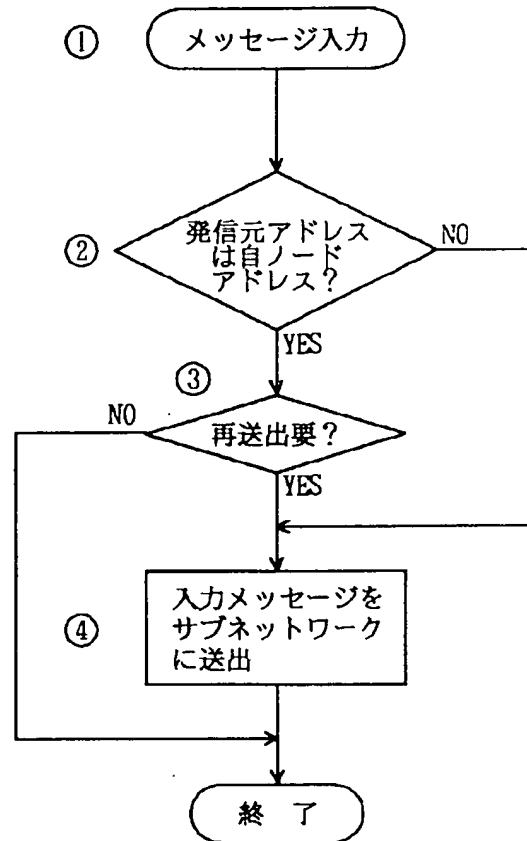 ① メッセージ入力
② 発信元アドレス
は自ノード
アドレス?
NO
YES
③
NO
再送出要?
YES
④ 入力メッセージを
サブネットワーク
に送出
終 了